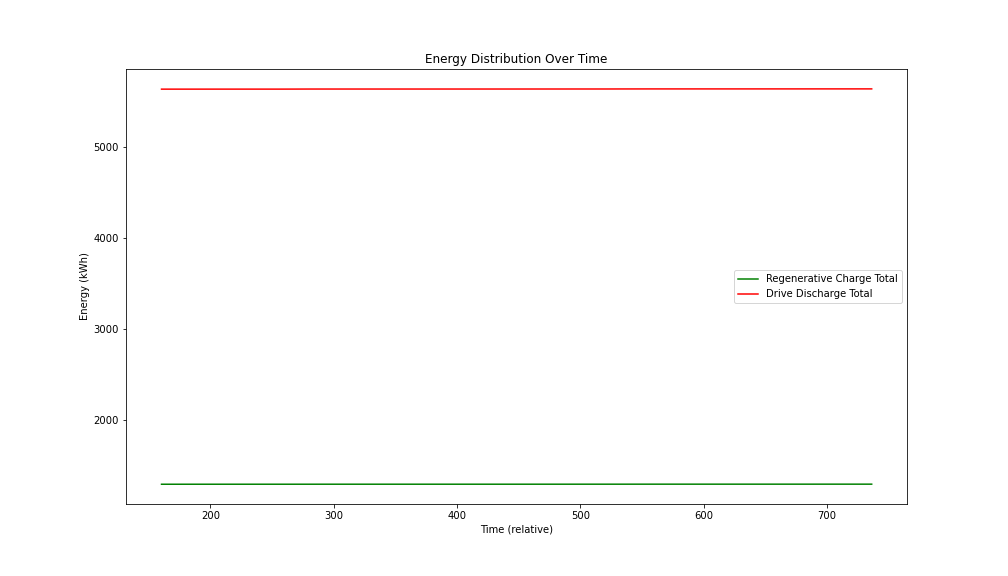 Energy Distribution Over Time
Energy (kWh)
5000
4000
3000
2000
Regenerative Charge Total
Drive Discharge Total
200 300 400 500 600 700
Time (relative)